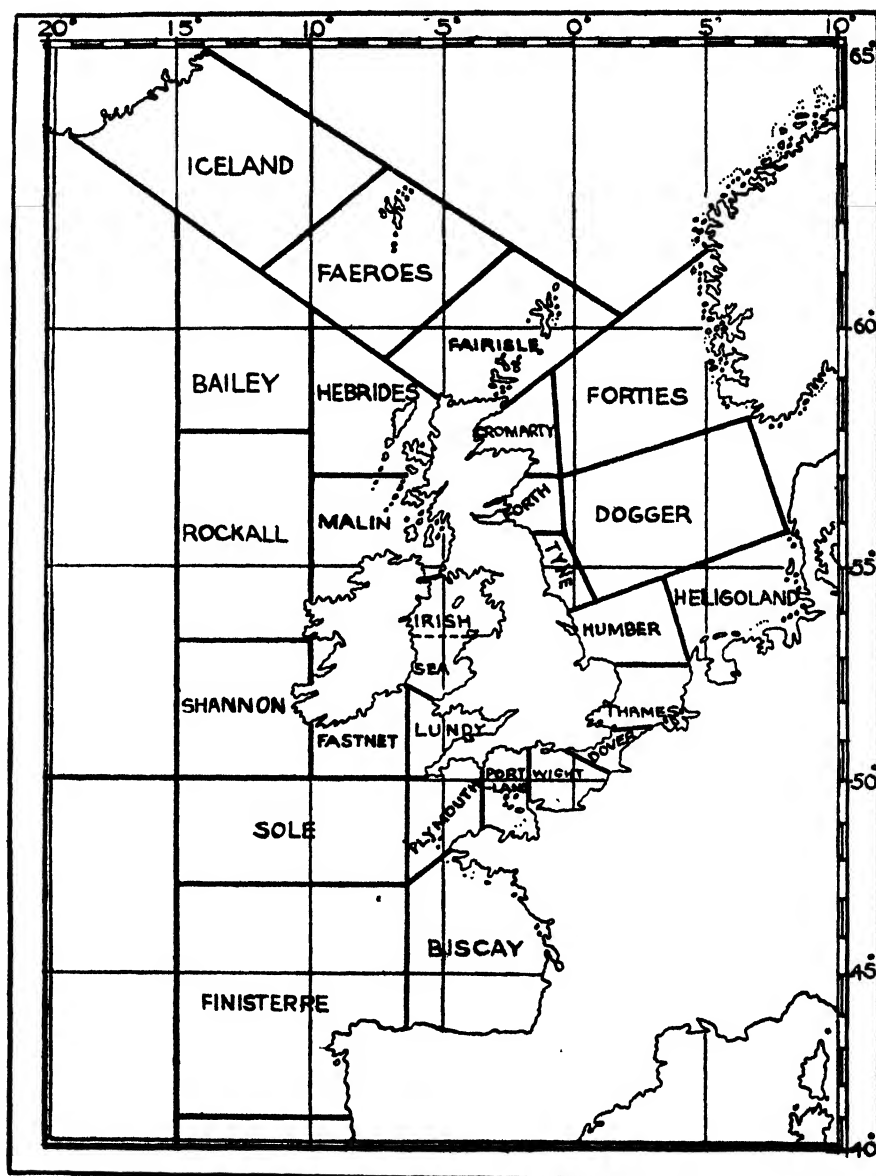 20° 15° 10° 5° 0° 5° 10°
65°
ICELAND
FAEROES
60°
FAIRISLE
BAILEY
HEBRIDES
FORTIES
CROMARTY
FORTH
DOGGER
MALIN
ROCKALL
TYNE
55°
HELIGOLAND
IRISH
SEA
HUMBER
SHANNON
THAMES
FASTNET
LUNDY
DOVER
PORT
-LAND
WIGHT
50°
PLYMOUTH
SOLE
BISCAY
45°
FINISTERRE
40°